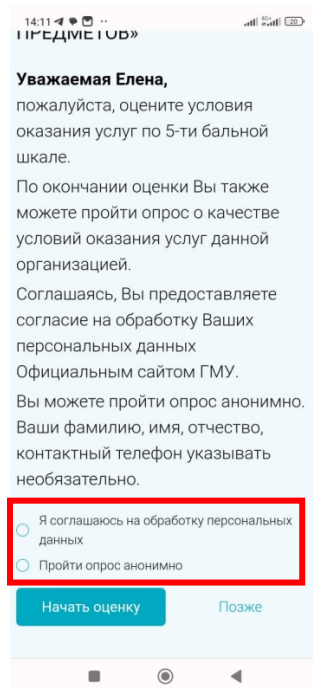 14:11
4G+
20
ПРЕДМЕТОВ»
Уважаемая Елена,
пожалуйста, оцените условия
оказания услуг по 5-ти бальной
шкале.
По окончании оценки Вы также
можете пройти опрос о качестве
условий оказания услуг данной
организацией.
Соглашаясь, Вы предоставляете
согласие на обработку Ваших
персональных данных
Официальным сайтом ГМУ.
Вы можете пройти опрос анонимно.
Ваши фамилию, имя, отчество,
контактный телефон указывать
необязательно.
Я соглашаюсь на обработку персональных
данных
Пройти опрос анонимно
Начать оценку Позже